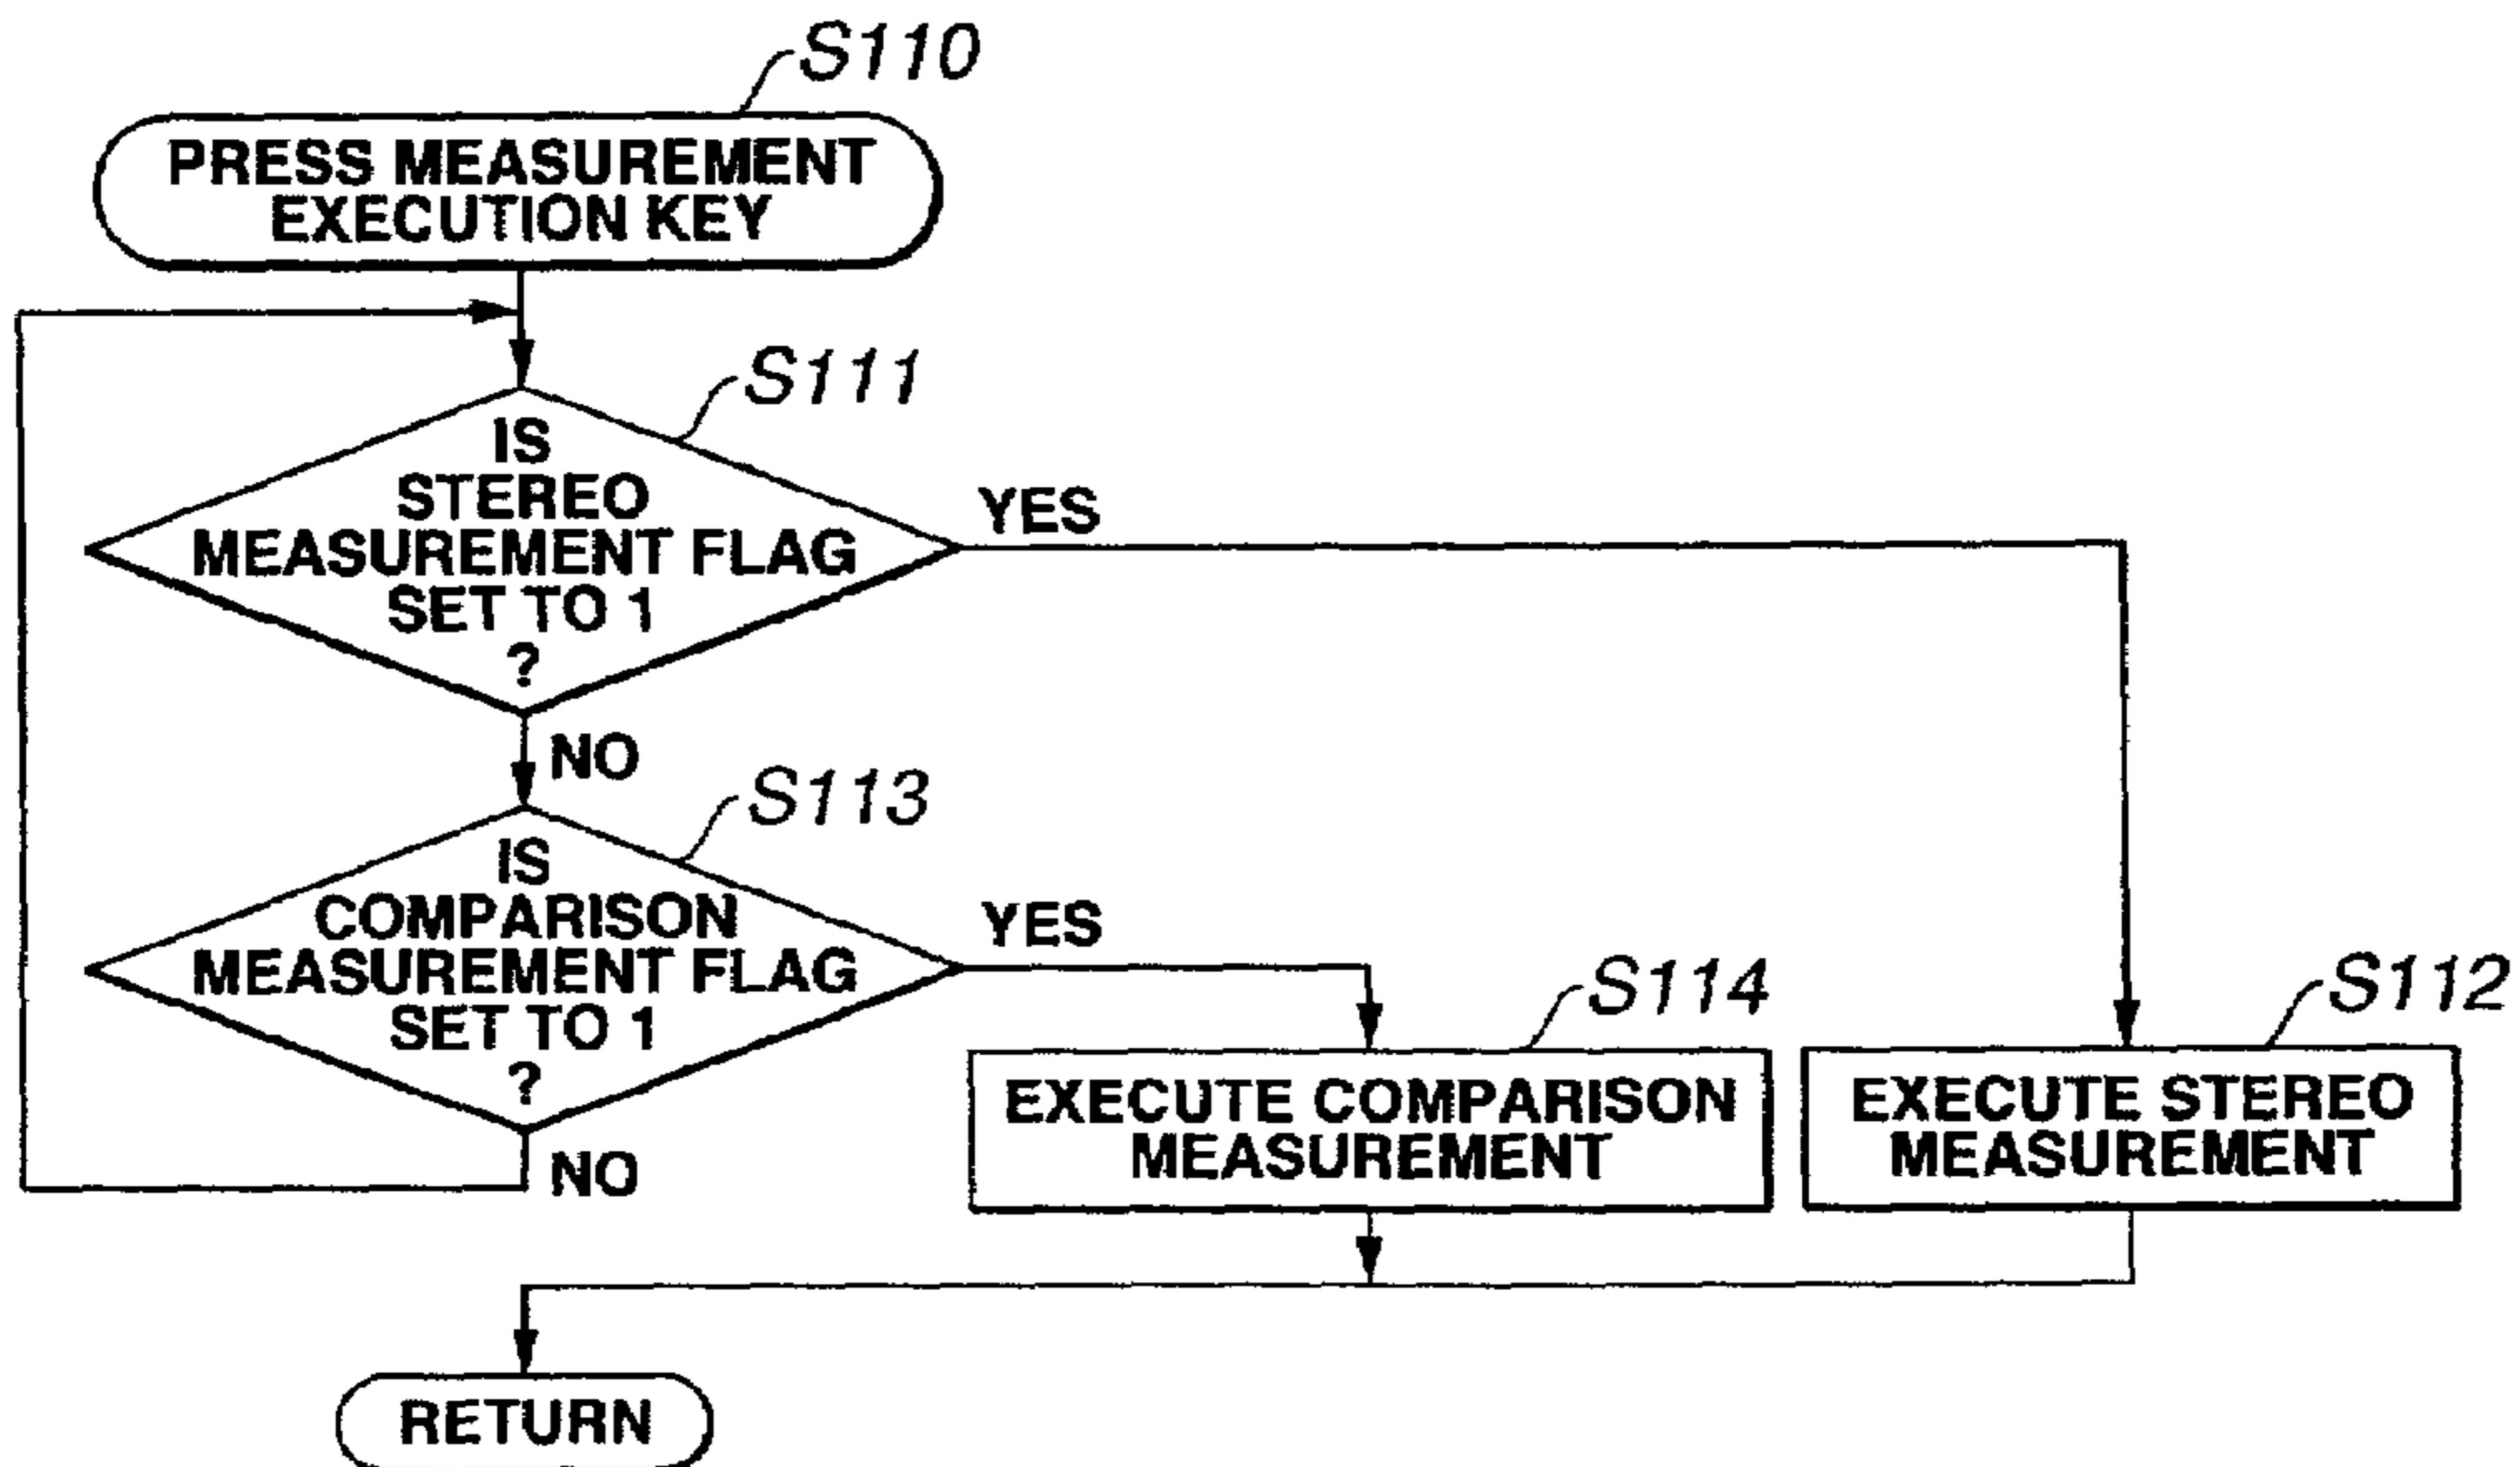 S110
PRESS MEASUREMENT
EXECUTION KEY
S111
IS
STEREO
MEASUREMENT FLAG
SET TO 1
?
YES
NO
S113
IS
COMPARISON
MEASUREMENT FLAG
SET TO 1
?
YES
NO
S114
EXECUTE COMPARISON
MEASUREMENT
S112
EXECUTE STEREO
MEASUREMENT
RETURN